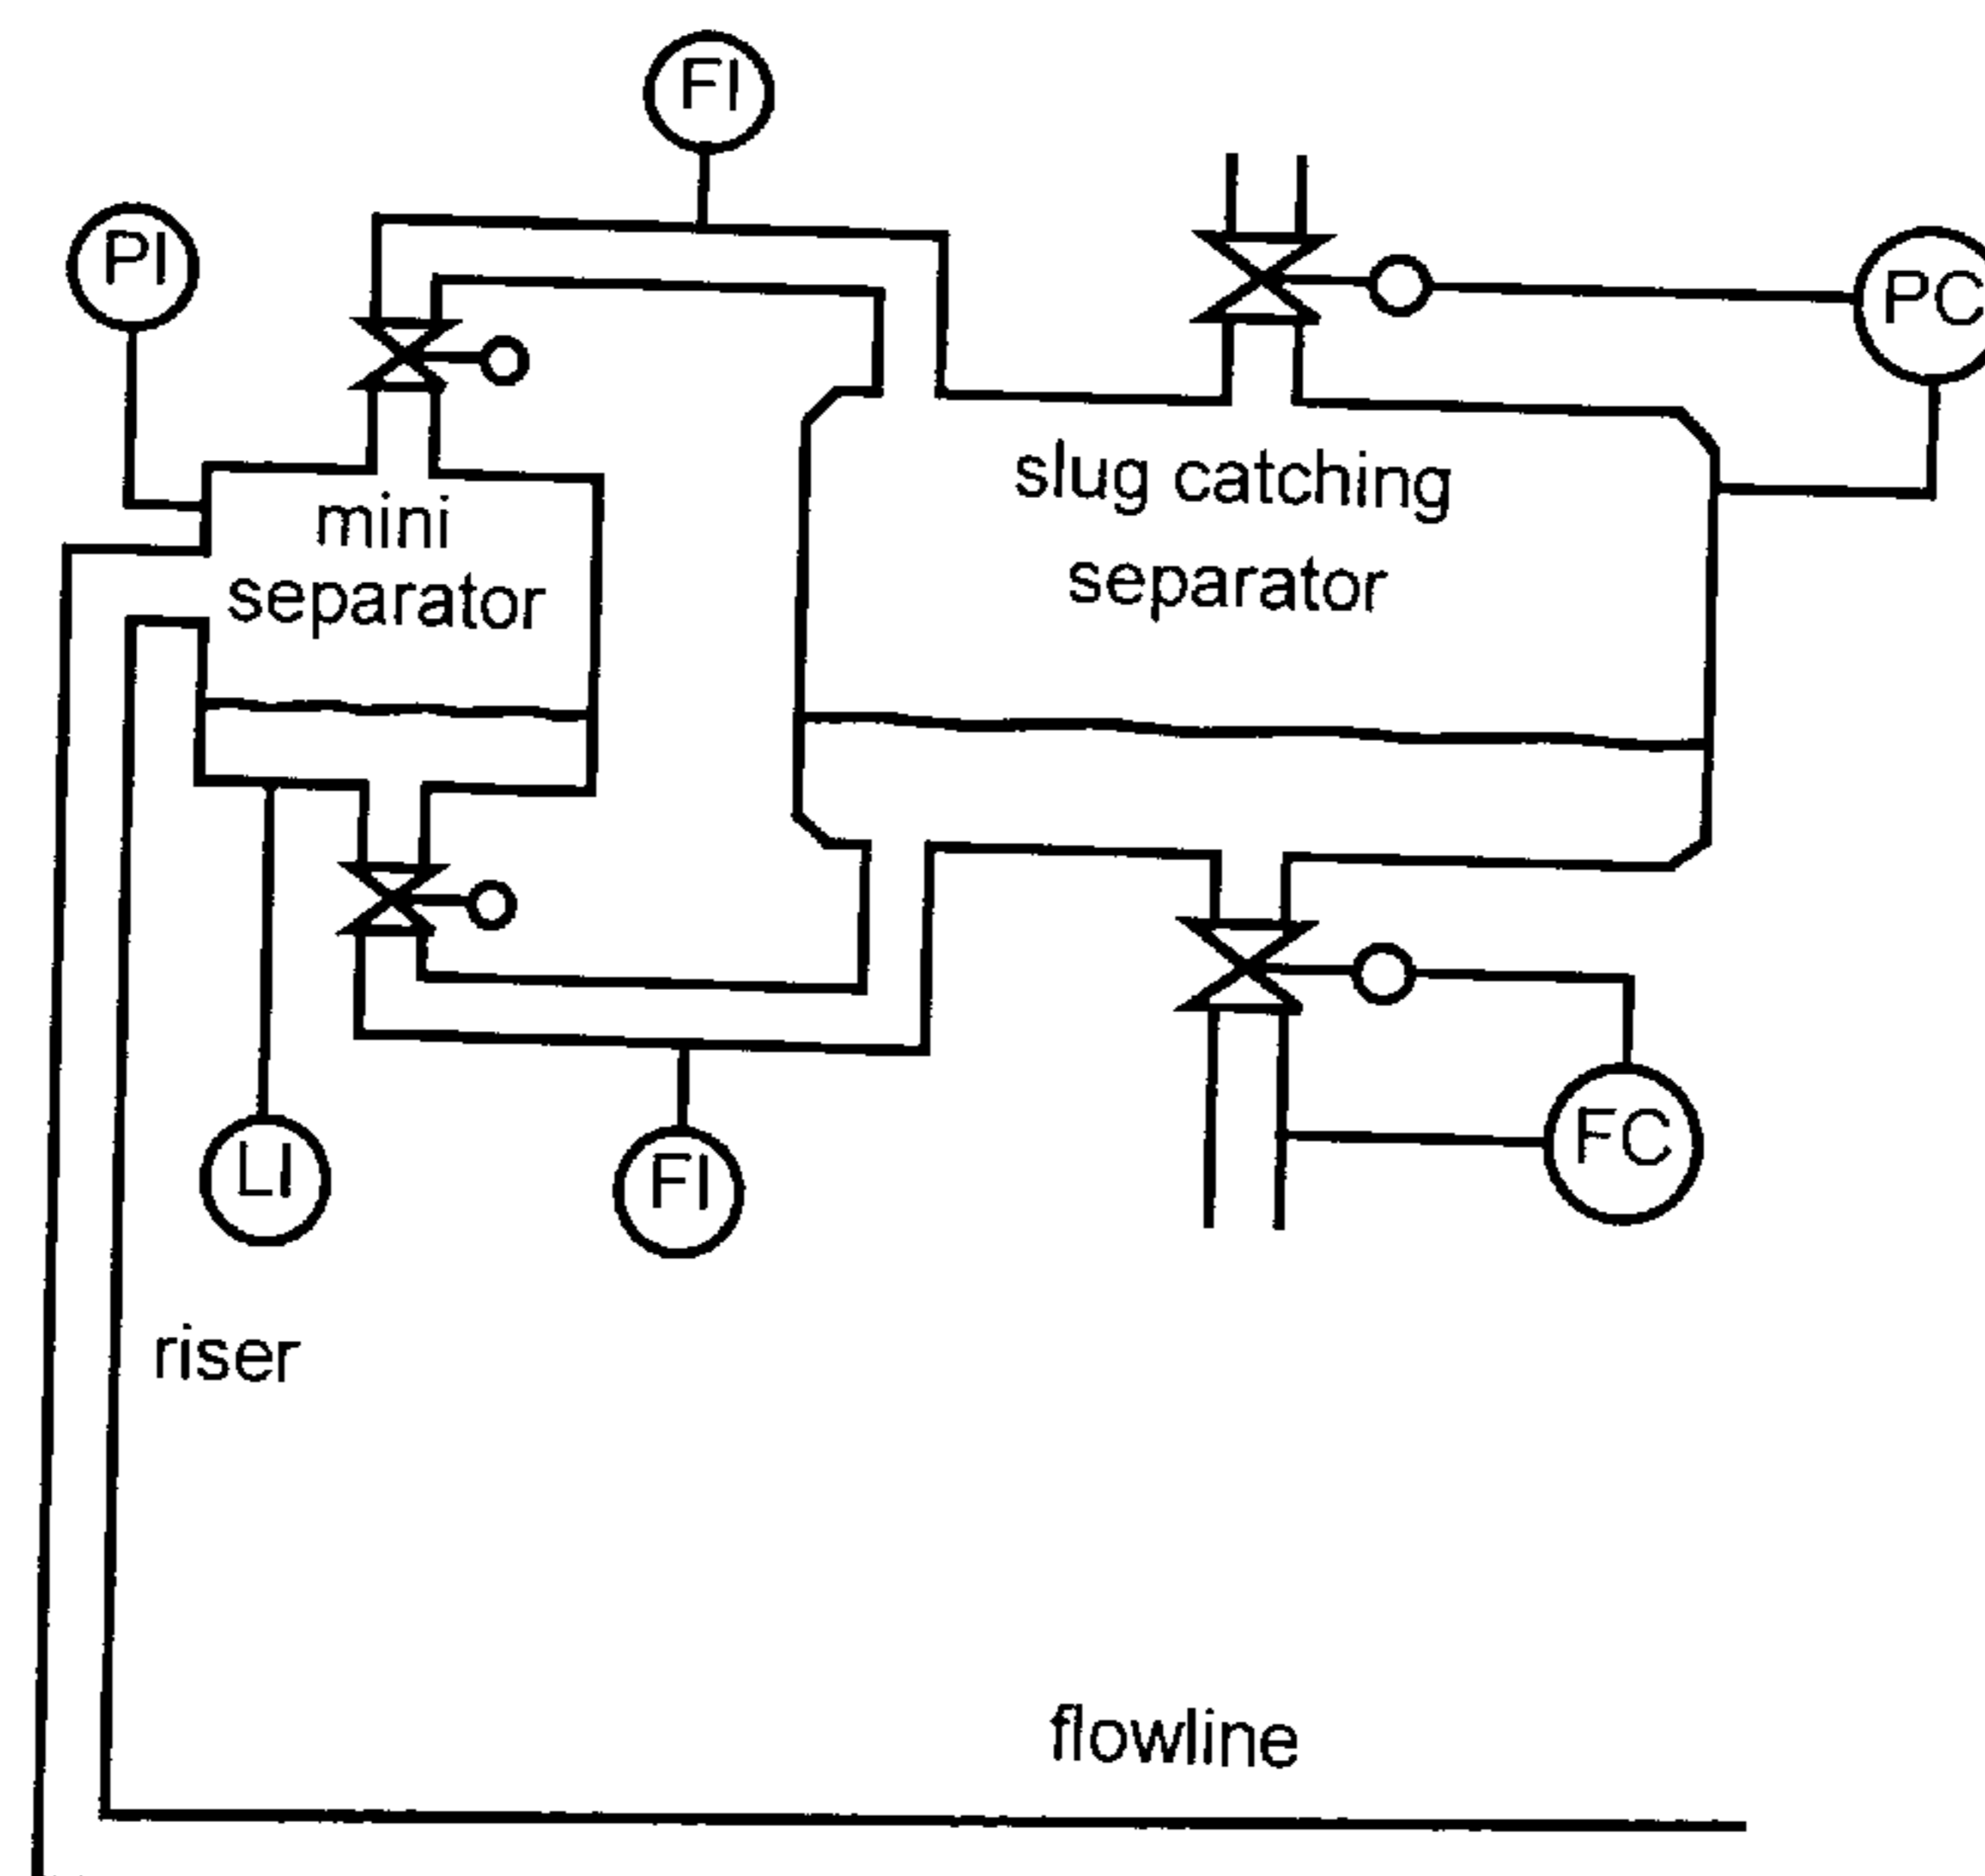 FI
PI
PC
slug catching
separator
mini
separator
FC
LI
FI
riser
flowline